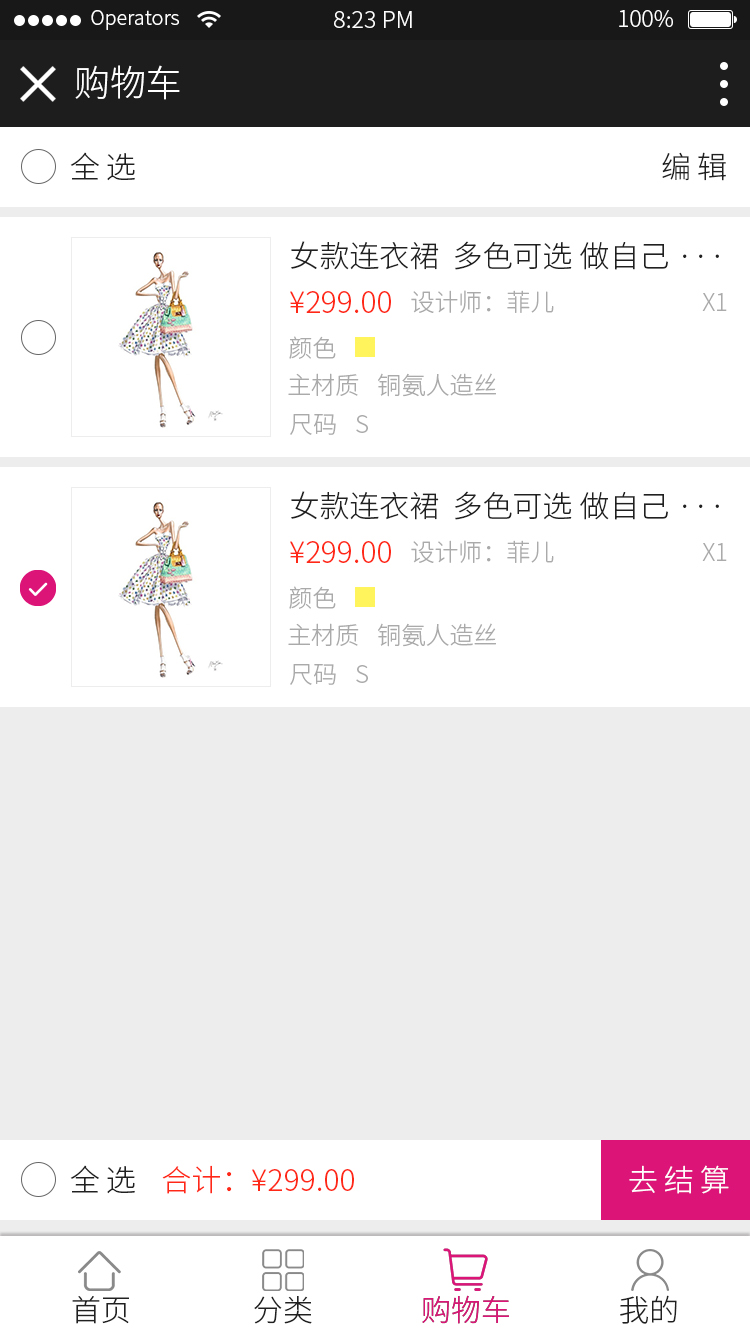 Operators 8:23 PM 100%
购物车
全选 编辑
女款连衣裙 多色可选 做自己 ···
¥299.00 设计师：菲儿 X1
颜色
主材质 铜氨人造丝
尺码 S
女款连衣裙 多色可选 做自己 ···
¥299.00 设计师：菲儿 X1
颜色
主材质 铜氨人造丝
尺码 S
全选 合计：¥299.00 去结算
首页 分类 购物车 我的